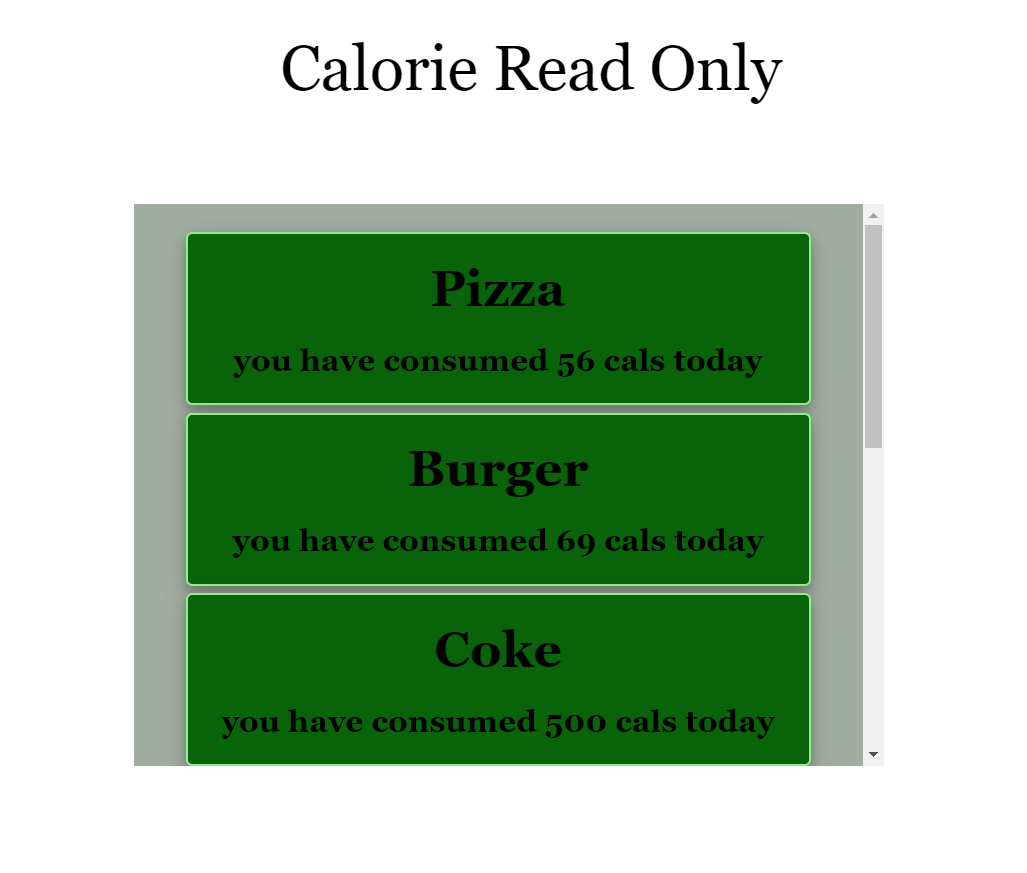 Calorie Read Only
Pizza
you have consumed 56 cals today
Burger
you have consumed 69 cals today
Coke
you have consumed 500 cals today